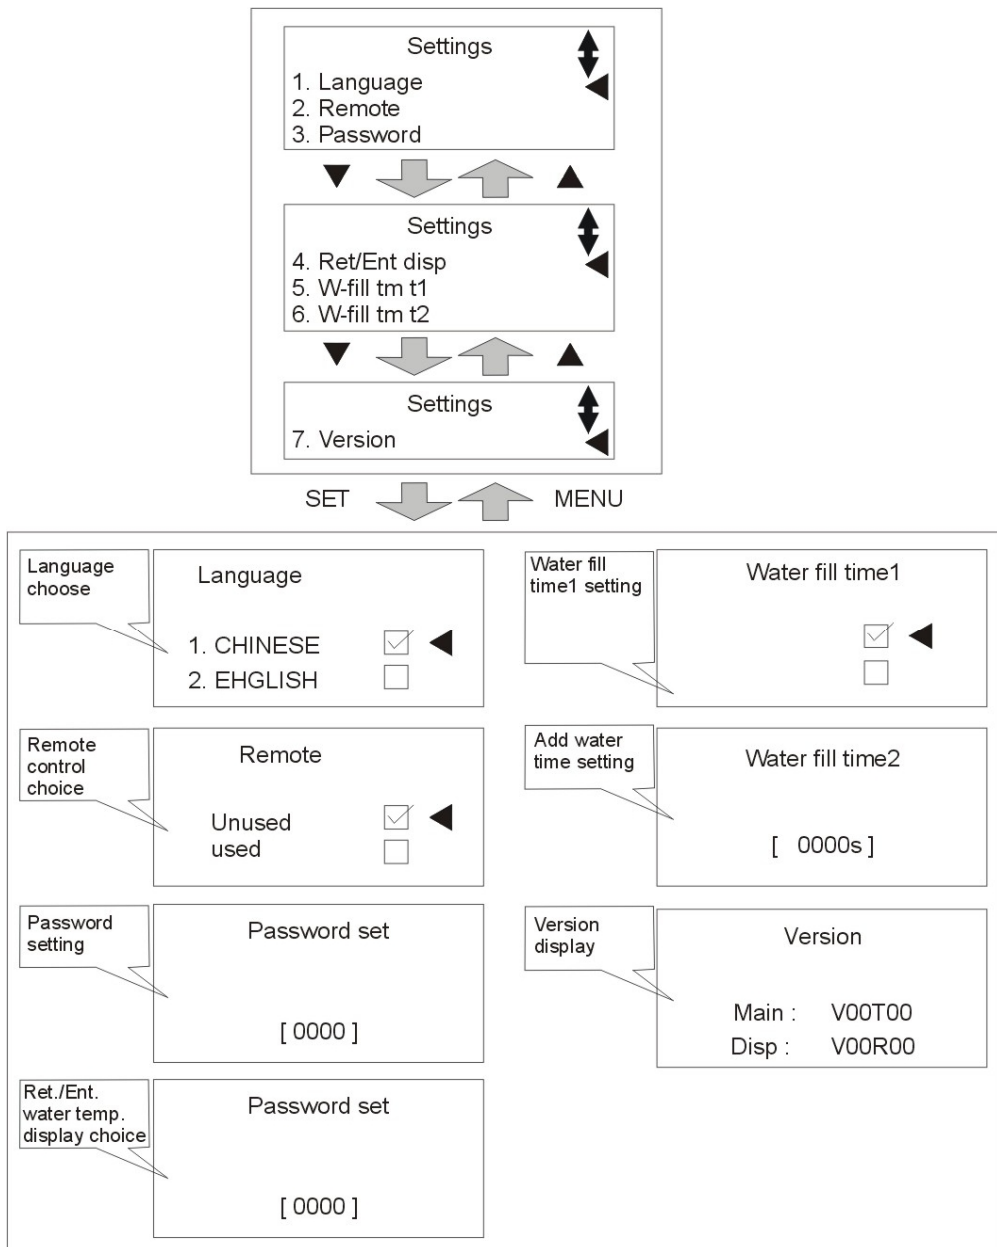 Settings
1. Language
2. Remote
3. Password
Settings
4. Ret/Ent disp
5. W-fill tm t1
6. W-fill tm t2
Settings
7. Version
SET
MENU
Language
choose
Language
1. CHINESE
2. EHGLISH
Water fill
time1 setting
Water fill time1
Remote
control
choice
Remote
Unused
used
Add water
time setting
Water fill time2
[ 0000s ]
Password
setting
Password set
[ 0000 ]
Version
display
Version
Main : V00T00
Disp : V00R00
Ret./Ent.
water temp.
display choice
Password set
[ 0000 ]